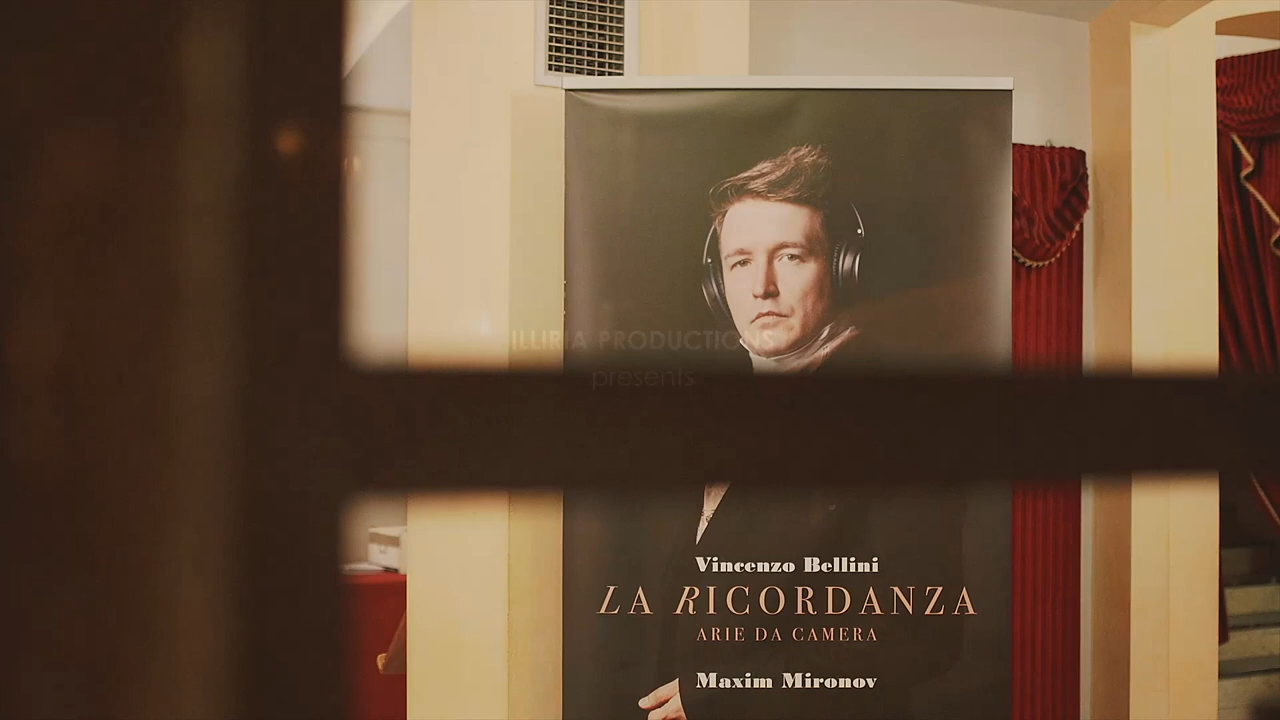 ILLIRIA PRODUCTIONS
presents
Vincenzo Bellini
LA RICORDANZA
ARIE DA CAMERA
Maxim Mironov